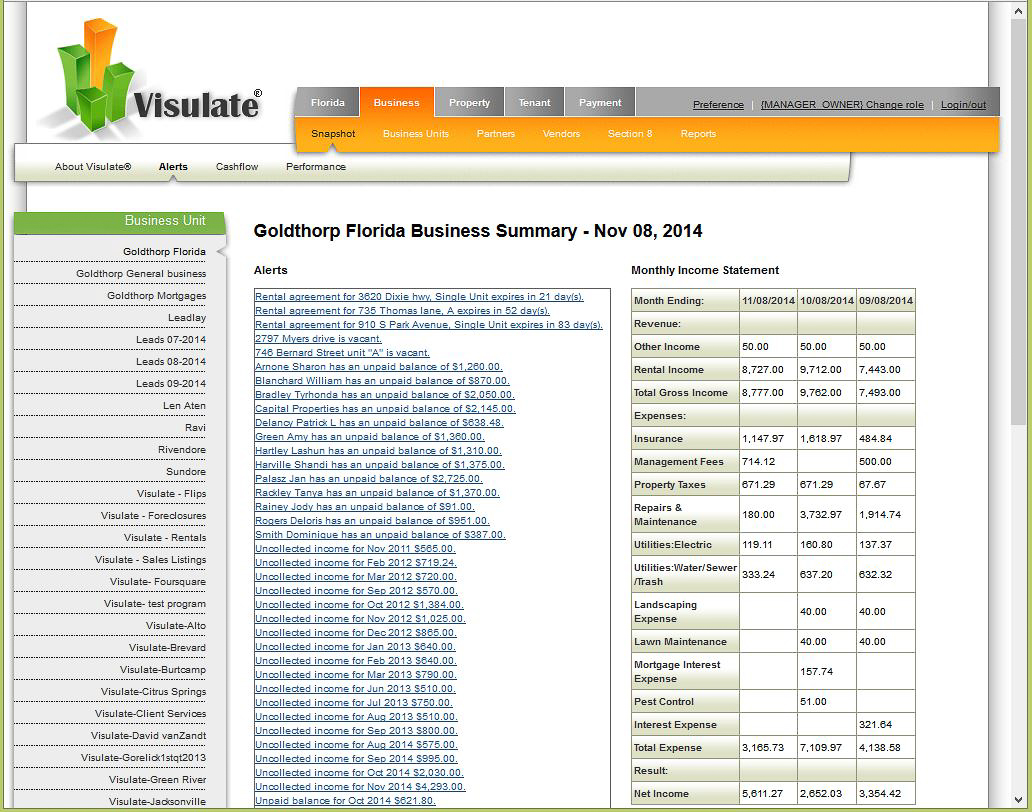 Visulate®
Florida Business Property Tenant Payment
Preference | {MANAGER_OWNER} Change role | Login/out
Snapshot Business Units Partners Vendors Section 8 Reports
About Visulate® Alerts Cashflow Performance
Business Unit
Goldthorp Florida
Goldthorp General business
Goldthorp Mortgages
Leadlay
Leads 07-2014
Leads 08-2014
Leads 09-2014
Len Aten
Ravi
Rivendore
Sundore
Visulate - Flips
Visulate - Foreclosures
Visulate - Rentals
Visulate - Sales Listings
Visulate- Foursquare
Visulate- test program
Visulate-Alto
Visulate-Brevard
Visulate-Burtcamp
Visulate-Citrus Springs
Visulate-Client Services
Visulate-David vanZandt
Visulate-Gorelick1stqt2013
Visulate-Green River
Visulate-Jacksonville
Goldthorp Florida Business Summary - Nov 08, 2014
Alerts
Rental agreement for 3620 Dixie hwy, Single Unit expires in 21 day(s).
Rental agreement for 735 Thomas lane, A expires in 52 day(s).
Rental agreement for 910 S Park Avenue, Single Unit expires in 83 day(s).
2797 Myers drive is vacant.
746 Bernard Street unit "A" is vacant.
Arnone Sharon has an unpaid balance of $1,260.00.
Blanchard William has an unpaid balance of $870.00.
Bradley Tyrhonda has an unpaid balance of $2,050.00.
Capital Properties has an unpaid balance of $2,145.00.
Delancy Patrick L has an unpaid balance of $638.48.
Green Amy has an unpaid balance of $1,360.00.
Hartley Lashun has an unpaid balance of $1,310.00.
Harville Shandi has an unpaid balance of $1,375.00.
Palasz Jan has an unpaid balance of $2,725.00.
Rackley Tanya has an unpaid balance of $1,370.00.
Rainey Jody has an unpaid balance of $91.00.
Rogers Deloris has an unpaid balance of $951.00.
Smith Dominique has an unpaid balance of $387.00.
Uncollected income for Nov 2011 $565.00.
Uncollected income for Feb 2012 $719.24.
Uncollected income for Mar 2012 $720.00.
Uncollected income for Sep 2012 $570.00.
Uncollected income for Oct 2012 $1,384.00.
Uncollected income for Nov 2012 $1,025.00.
Uncollected income for Dec 2012 $865.00.
Uncollected income for Jan 2013 $640.00.
Uncollected income for Feb 2013 $640.00.
Uncollected income for Mar 2013 $790.00.
Uncollected income for Jun 2013 $510.00.
Uncollected income for Jul 2013 $750.00.
Uncollected income for Aug 2013 $510.00.
Uncollected income for Sep 2013 $800.00.
Uncollected income for Aug 2014 $575.00.
Uncollected income for Sep 2014 $995.00.
Uncollected income for Oct 2014 $2,030.00.
Uncollected income for Nov 2014 $4,293.00.
Unpaid balance for Oct 2014 $621.80.
Monthly Income Statement
Month Ending: 11/08/2014 10/08/2014 09/08/2014
Revenue:
Other Income 50.00 50.00 50.00
Rental Income 8,727.00 9,712.00 7,443.00
Total Gross Income 8,777.00 9,762.00 7,493.00
Expenses:
Insurance 1,147.97 1,618.97 484.84
Management Fees 714.12 500.00
Property Taxes 671.29 671.29 67.67
Repairs &
Maintenance 180.00 3,732.97 1,914.74
Utilities:Electric 119.11 160.80 137.37
Utilities:Water/Sewer
/Trash 333.24 637.20 632.32
Landscaping
Expense 40.00 40.00
Lawn Maintenance 40.00 40.00
Mortgage Interest
Expense 157.74
Pest Control 51.00
Interest Expense 321.64
Total Expense 3,165.73 7,109.97 4,138.58
Result:
Net Income 5,611.27 2,652.03 3,354.42